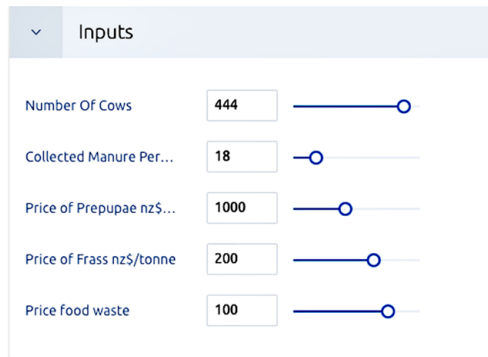 Inputs
Number Of Cows 444
Collected Manure Per... 18
Price of Prepupae nz$... 1000
Price of Frass nz$/tonne 200
Price food waste 100